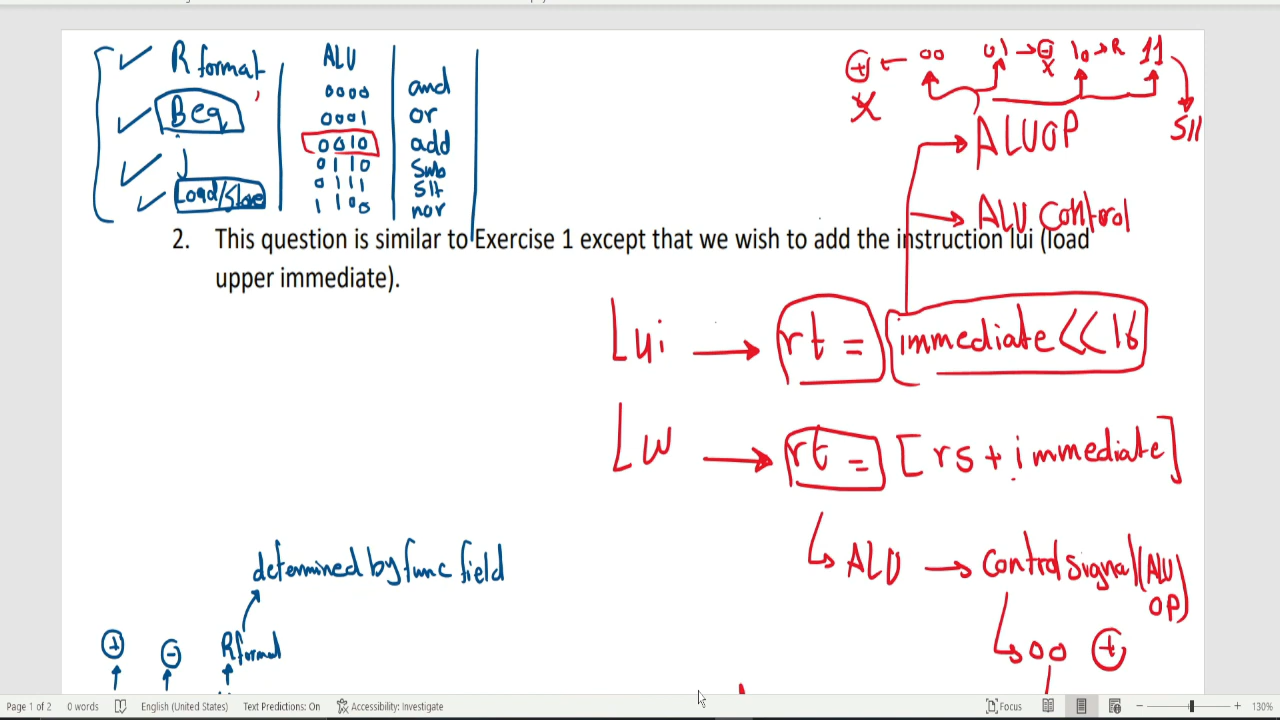 R format ALU
0000 and
Beq 0001 or
0010 add
j 0110 sub
Load/Store 0111 slt
1100 nor
+ ← 00 01 → - 10 → R 11
x x
ALUOP sll
ALU Control
2. This question is similar to Exercise 1 except that we wish to add the instruction lui (load
upper immediate).
Lui → rt = immediate << 16
Lw → rt = [rs + immediate]
ALU → Control signal (ALU
OP)
00 +
determined by func field
+ - R format
Page 1 of 2 0 words English (United States) Text Predictions: On Accessibility: Investigate Focus 130%